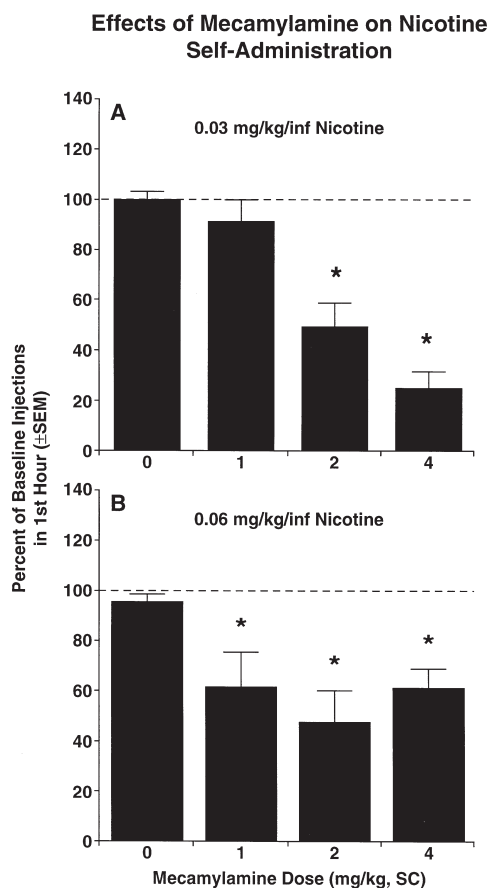 Effects of Mecamylamine on Nicotine
Self-Administration
Percent of Baseline Injections
in 1st Hour (±SEM)
A
0.03 mg/kg/inf Nicotine
140
120
100
80
60
40
20
0
*
*
0 1 2 4
B
0.06 mg/kg/inf Nicotine
140
120
100
80
60
40
20
0
*
*
*
0 1 2 4
Mecamylamine Dose (mg/kg, SC)